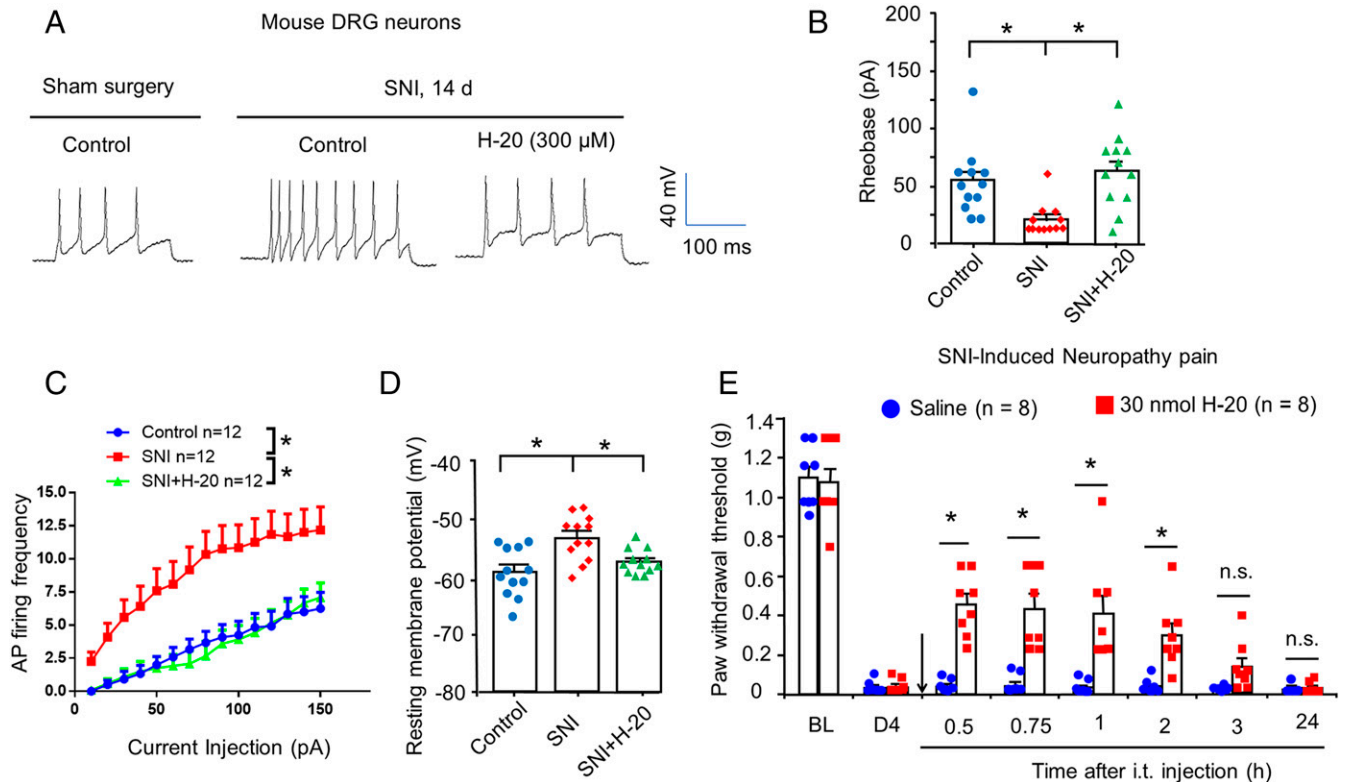 A
Mouse DRG neurons
Sham surgery
SNI, 14 d
Control
Control
H-20 (300 µM)
40 mV
100 ms
B
Rheobase (pA)
200
150
100
50
0
* *
Control
SNI
SNI+H-20
C
Control n=12
SNI n=12
SNI+H-20 n=12
*
*
AP firing frequency
15.0
12.5
10.0
7.5
5.0
2.5
0.0
0 50 100 150
Current Injection (pA)
D
Resting membrane potential (mV)
-40
-50
-60
-70
-80
* *
Control
SNI
SNI+H-20
SNI-Induced Neuropathy pain
E
Saline (n = 8)
30 nmol H-20 (n = 8)
Paw withdrawal threshold (g)
1.4
1.2
1.0
0.8
0.6
0.4
0.2
0
* * * * n.s. n.s.
BL D4 0.5 0.75 1 2 3 24
Time after i.t. injection (h)